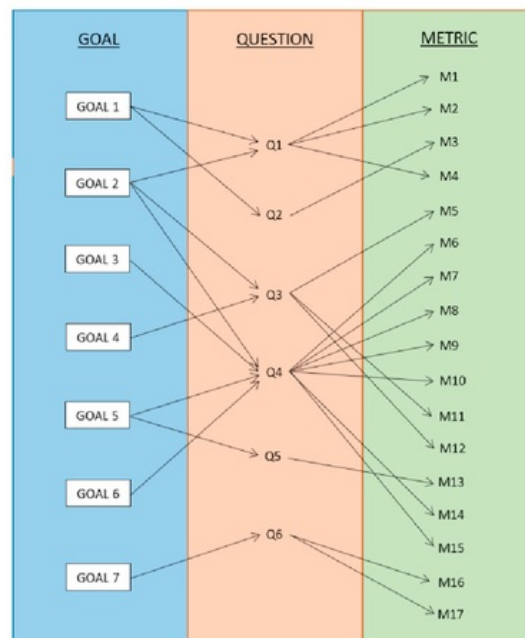 GOAL
QUESTION
METRIC
GOAL 1
GOAL 2
GOAL 3
GOAL 4
GOAL 5
GOAL 6
GOAL 7
Q1
Q2
Q3
Q4
Q5
Q6
M1
M2
M3
M4
M5
M6
M7
M8
M9
M10
M11
M12
M13
M14
M15
M16
M17